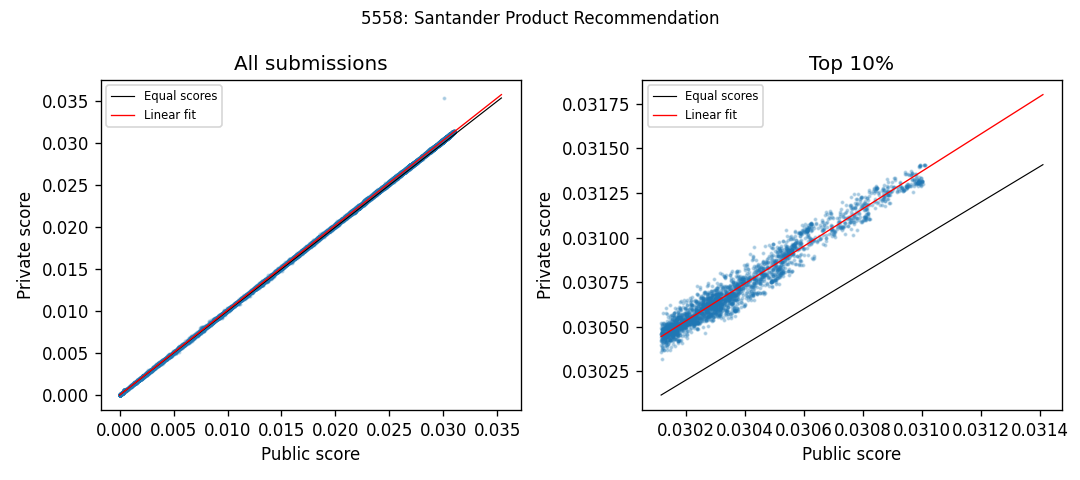 5558: Santander Product Recommendation
All submissions
Equal scores
Linear fit
0.035
0.030
0.025
0.020
0.015
0.010
0.005
0.000
Private score
0.000 0.005 0.010 0.015 0.020 0.025 0.030 0.035
Public score
Top 10%
Equal scores
Linear fit
0.03175
0.03150
0.03125
0.03100
0.03075
0.03050
0.03025
Private score
0.0302 0.0304 0.0306 0.0308 0.0310 0.0312 0.0314
Public score